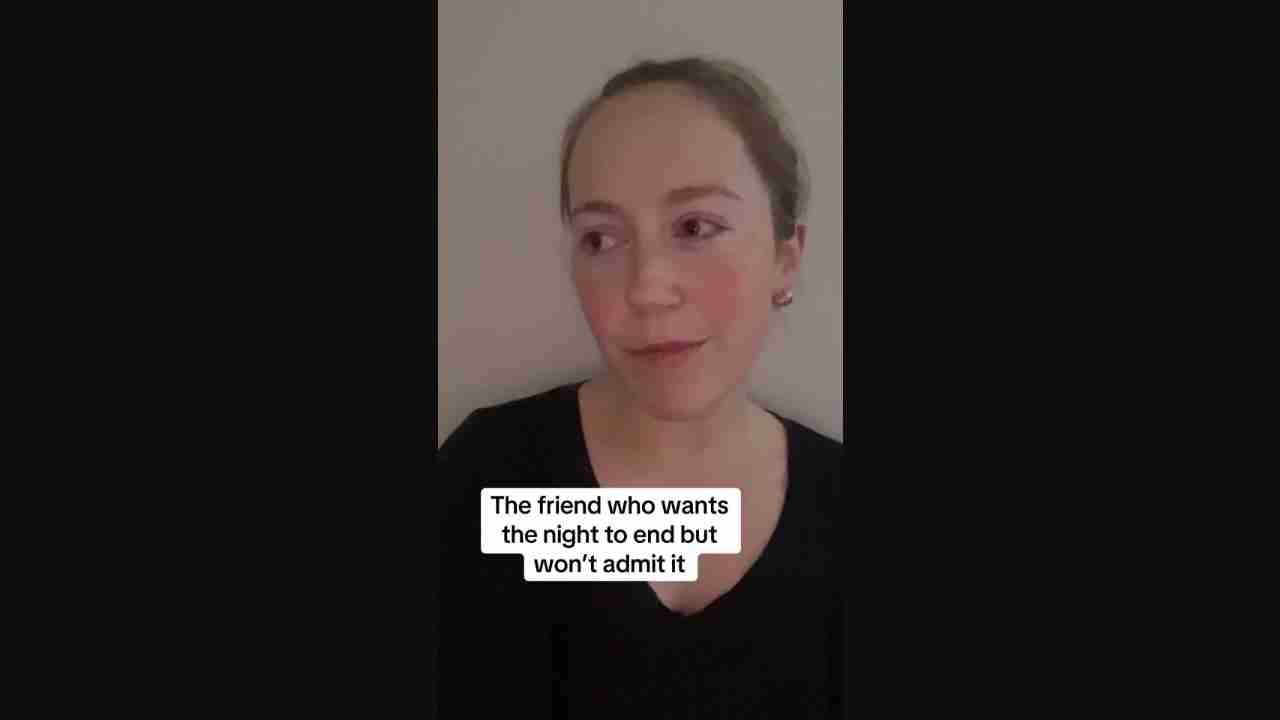 The friend who wants
the night to end but
won’t admit it